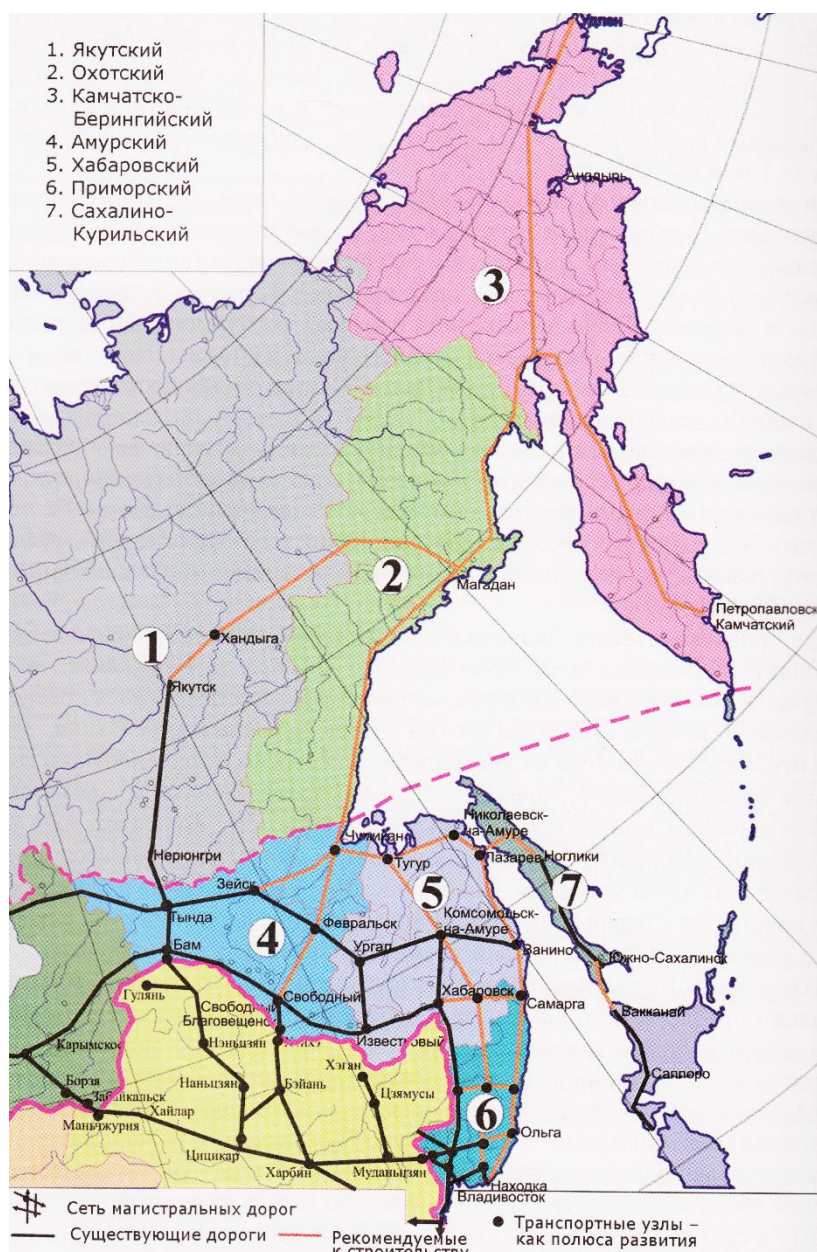 1. Якутский
2. Охотский
3. Камчатско-
Берингийский
4. Амурский
5. Хабаровский
6. Приморский
7. Сахалино-
Курильский
Уэлен
Анадырь
3
2
Магадан
Петропавловск
Камчатский
Хандыга
1
Якутск
Николаевск-
на-Амуре
Чумикан
Тугур
Лазарев
Ноглики
Нерюнгри
Зейск
5
7
Тында
4
Февральск
Комсомольск-
на-Амуре
Бам
Ургал
Ванино
Южно-Сахалинск
Гулянь
Свободный
Свободный
Хабаровск
Самарга
Благовещенск
Вакканай
Карымское
Нэньцзян
Известковый
Хэган
Саппоро
Борзя
Забайкальск
Наньцзян
Бэйань
Цзямусы
Хайлар
Маньчжурия
6
Ольга
Цицикар
Харбин
Муданьцзян
Находка
Владивосток
Сеть магистральных дорог
Существующие дороги
Рекомендуемые
к строительству
Транспортные узлы –
как полюса развития